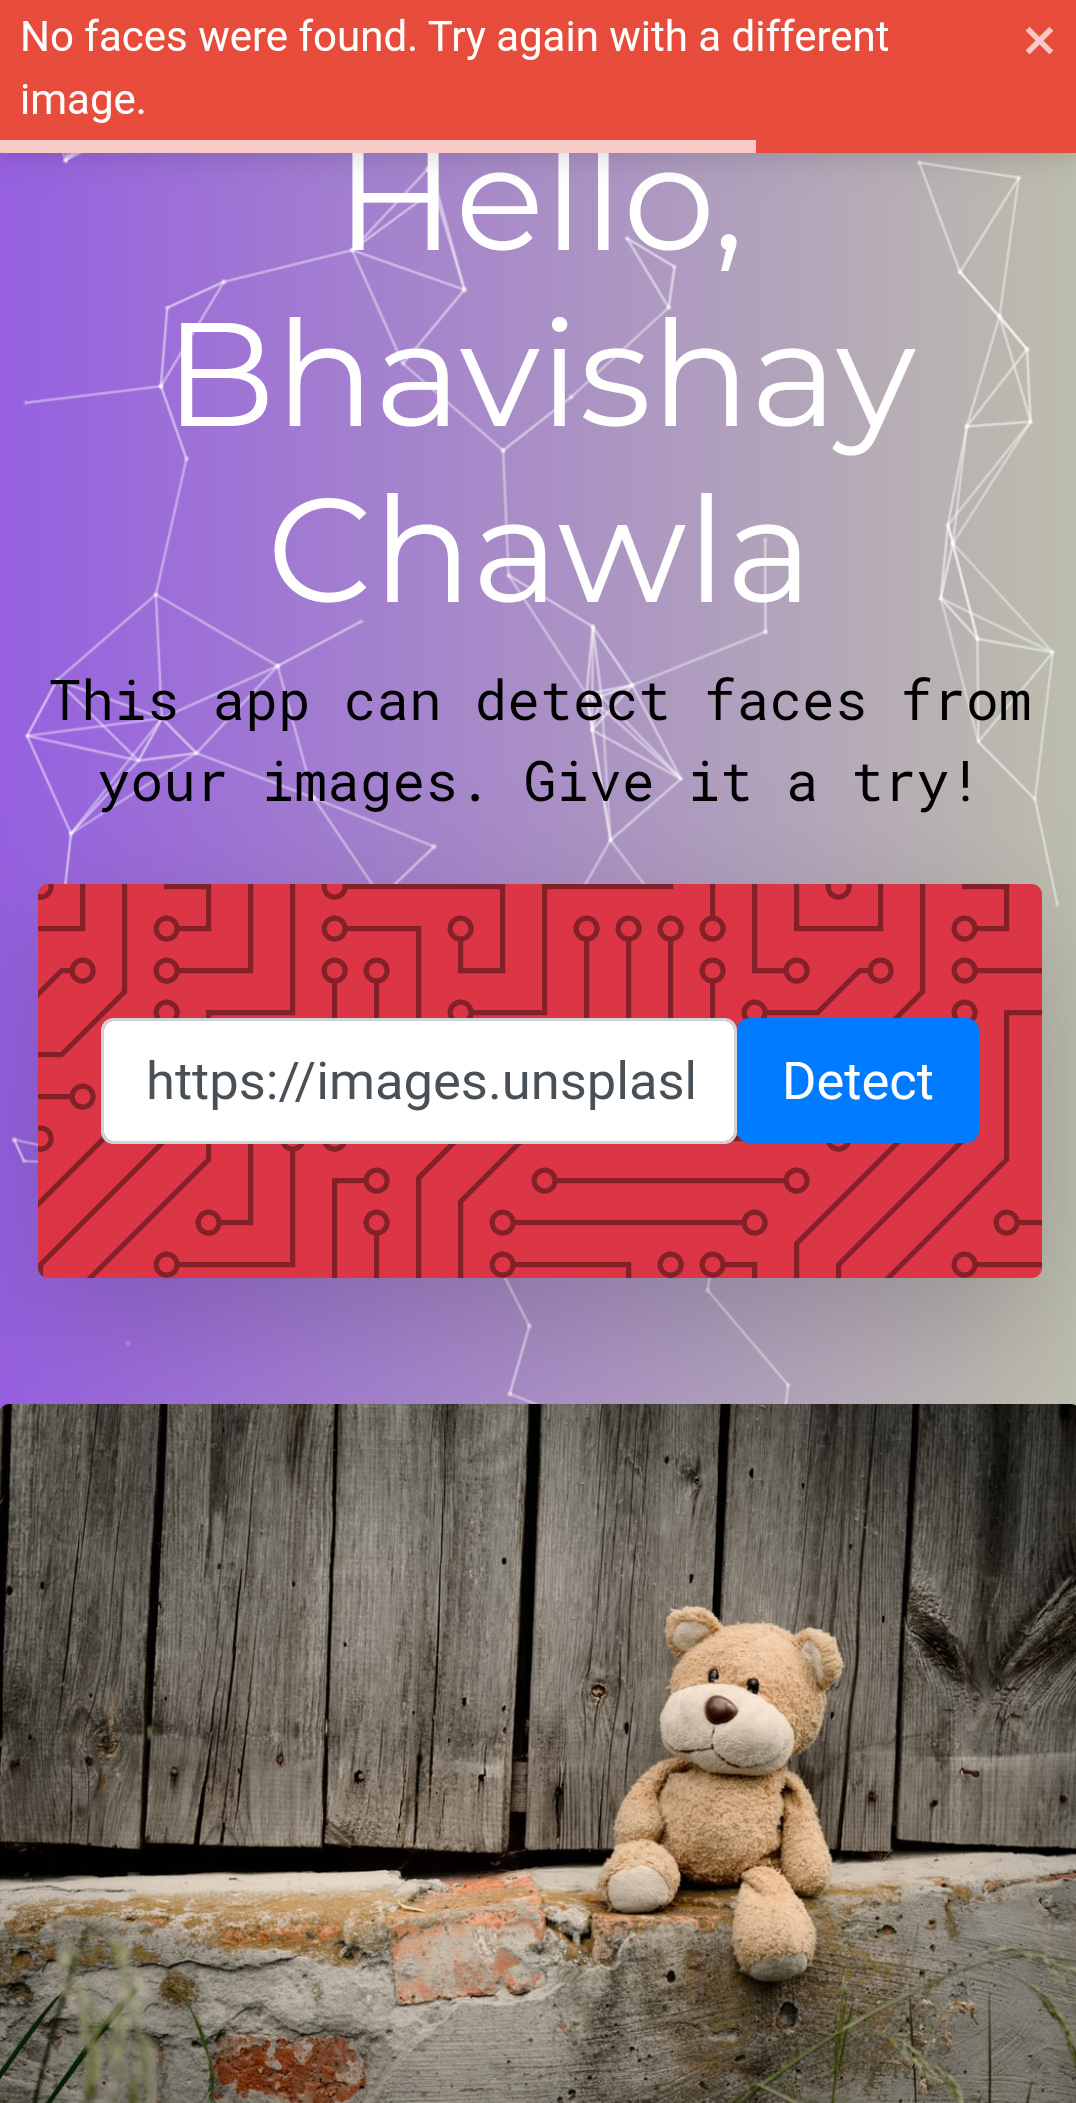 No faces were found. Try again with a different
image.
×
Hello,
Bhavishay
Chawla
This app can detect faces from
your images. Give it a try!
https://images.unsplasl
Detect